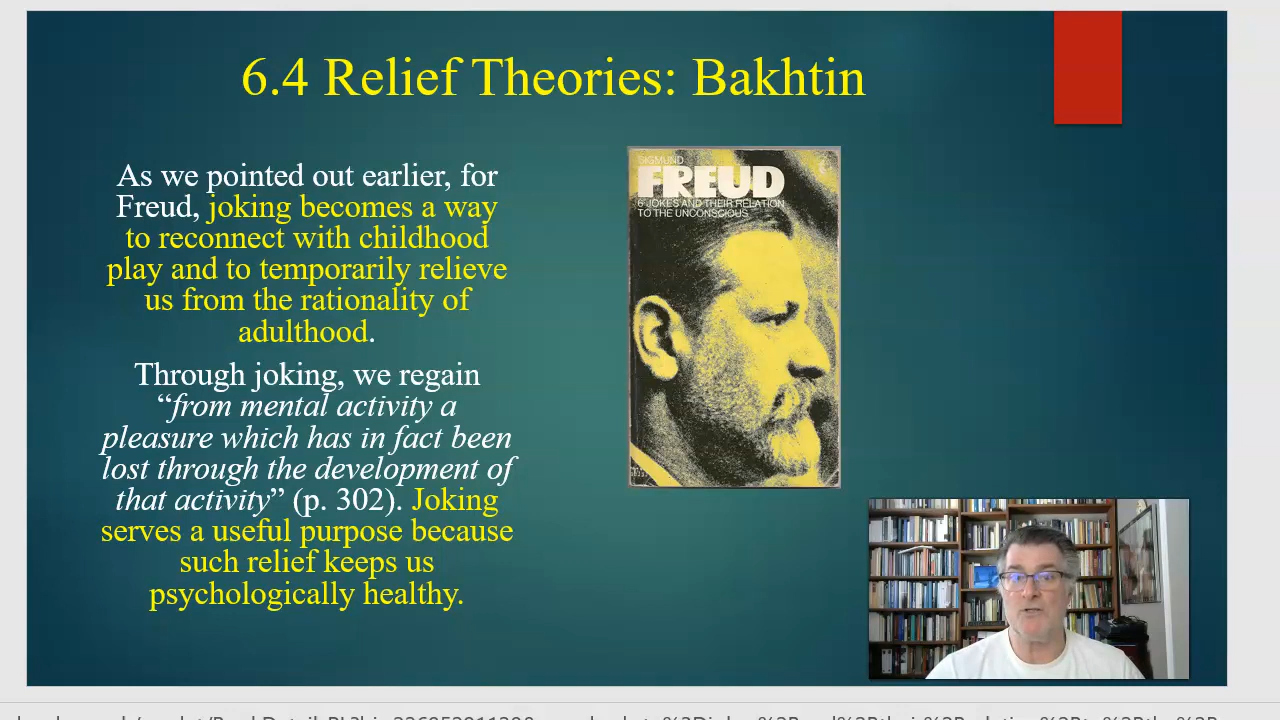 6.4 Relief Theories: Bakhtin
As we pointed out earlier, for
Freud, joking becomes a way
to reconnect with childhood
play and to temporarily relieve
us from the rationality of
adulthood.
Through joking, we regain
“from mental activity a
pleasure which has in fact been
lost through the development of
that activity” (p. 302). Joking
serves a useful purpose because
such relief keeps us
psychologically healthy.
SIGMUND
FREUD
6 JOKES AND THEIR RELATION
TO THE UNCONSCIOUS